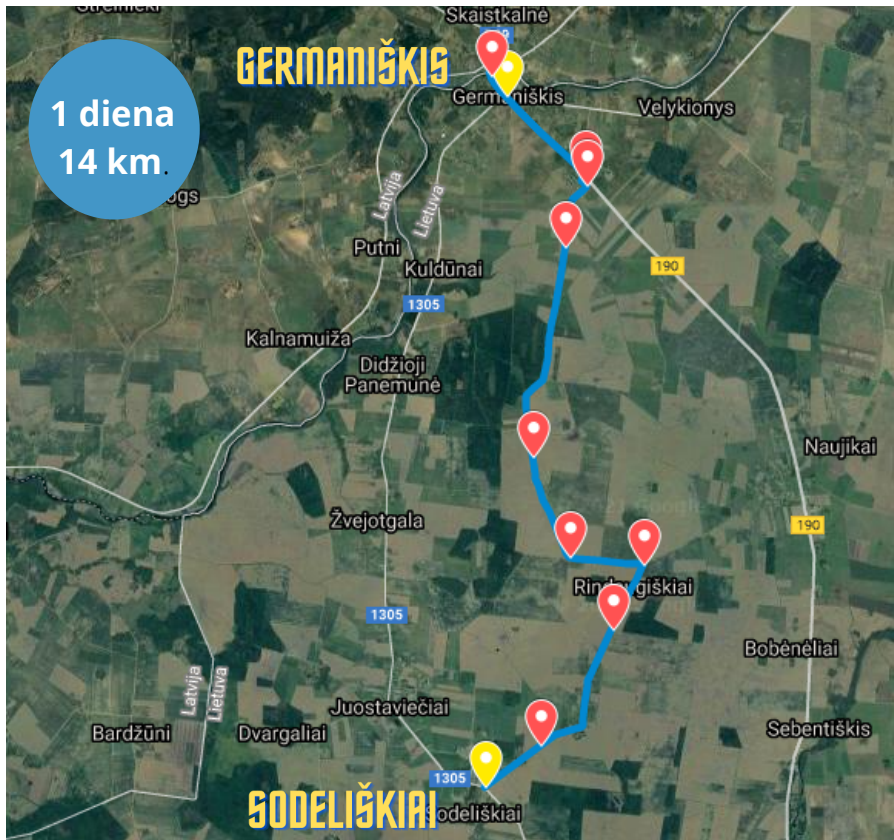 Skaistkalnė
GERMANIŠKIS
1 diena
14 km.
Germaniškis
Velykionys
Latvija
Lietuva
Putni
Kuldūnai
190
1305
Kalnamuiža
Didžioji
Panemunė
Naujikai
Žvejotgala
190
1305
Bobėnėliai
Latvija
Lietuva
Juostaviečiai
Bardžūni
Dvargaliai
Sebentiškis
1305
SODELIŠKIAI
Sodeliškiai